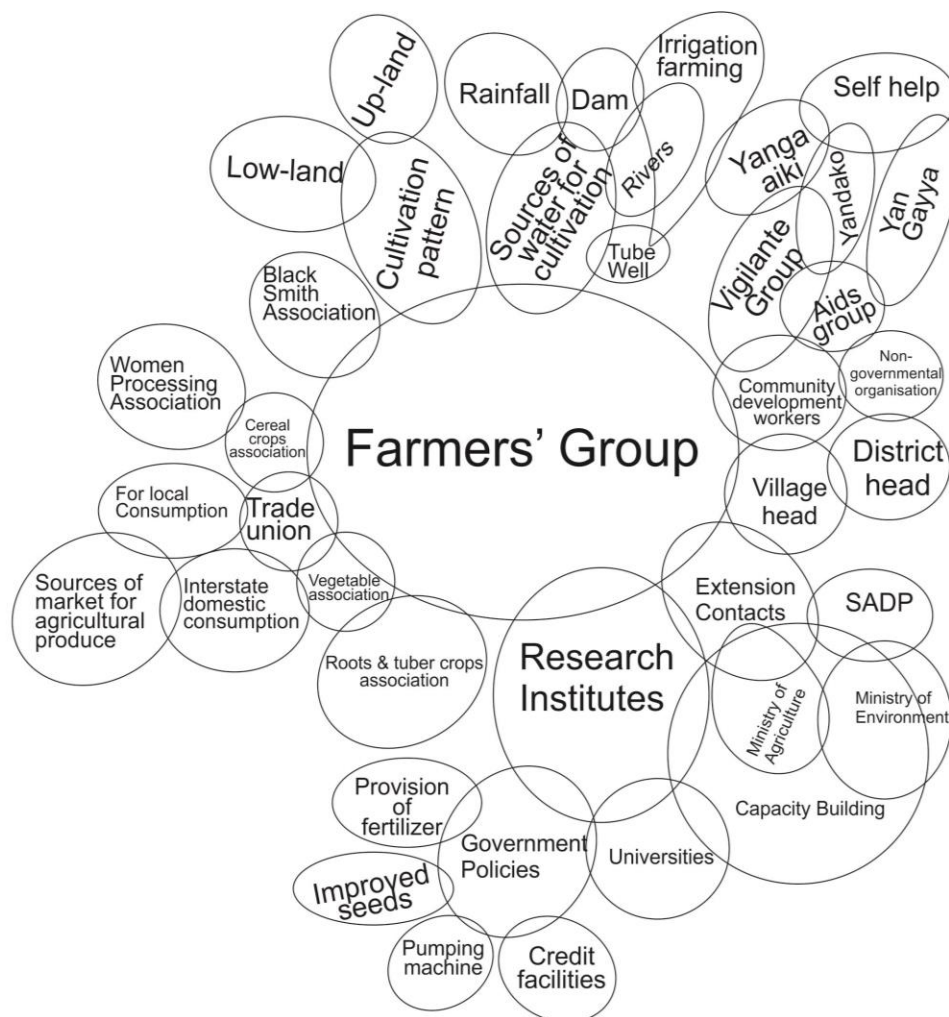 Irrigation
farming
Up-land
Rainfall
Dam
Self help
Low-land
Cultivation
pattern
Sources of
water for
cultivation
Rivers
Tube
Well
Yanga
aiki
Yandako
Yan
Gayya
Vigilante
Group
Aids
group
Black
Smith
Association
Women
Processing
Association
Cereal
crops
association
Farmers' Group
Community
development
workers
Non-
governmental
organisation
District
head
Village
head
For local
Consumption
Trade
union
Sources of
market for
agricultural
produce
Interstate
domestic
consumption
Vegetable
association
Roots & tuber crops
association
Research
Institutes
Extension
Contacts
SADP
Ministry of
Agriculture
Ministry of
Environment
Capacity Building
Provision
of
fertilizer
Government
Policies
Universities
Improved
seeds
Pumping
machine
Credit
facilities